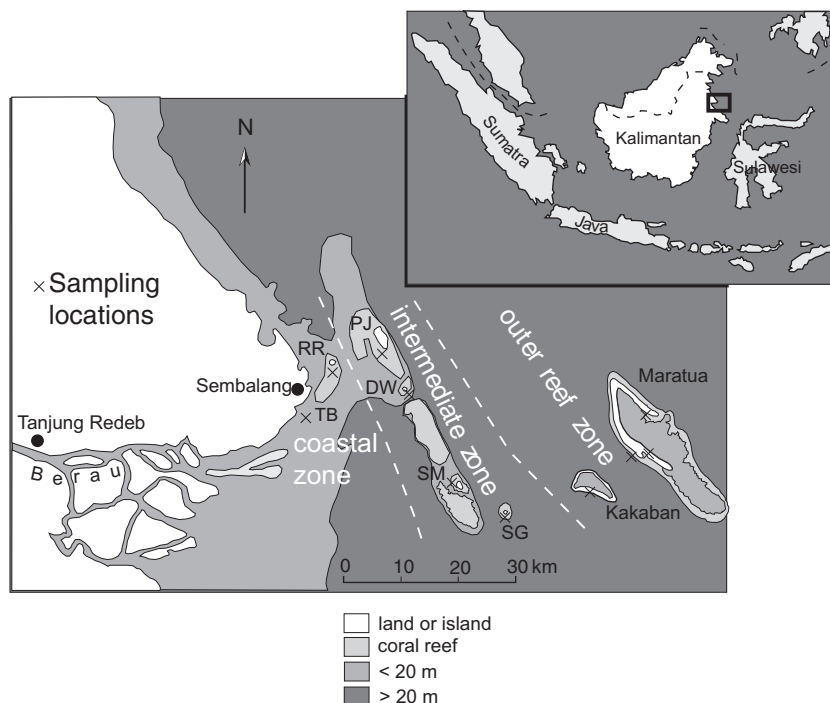 Sumatra
Kalimantan
Sulawesi
Java
N
× Sampling
locations
PJ
RR
Sembalang
DW
TB
Tanjung Redeb
Berau
coastal
zone
intermediate zone
outer reef zone
Maratua
SM
SG
Kakaban
0 10 20 30 km
land or island
coral reef
< 20 m
> 20 m